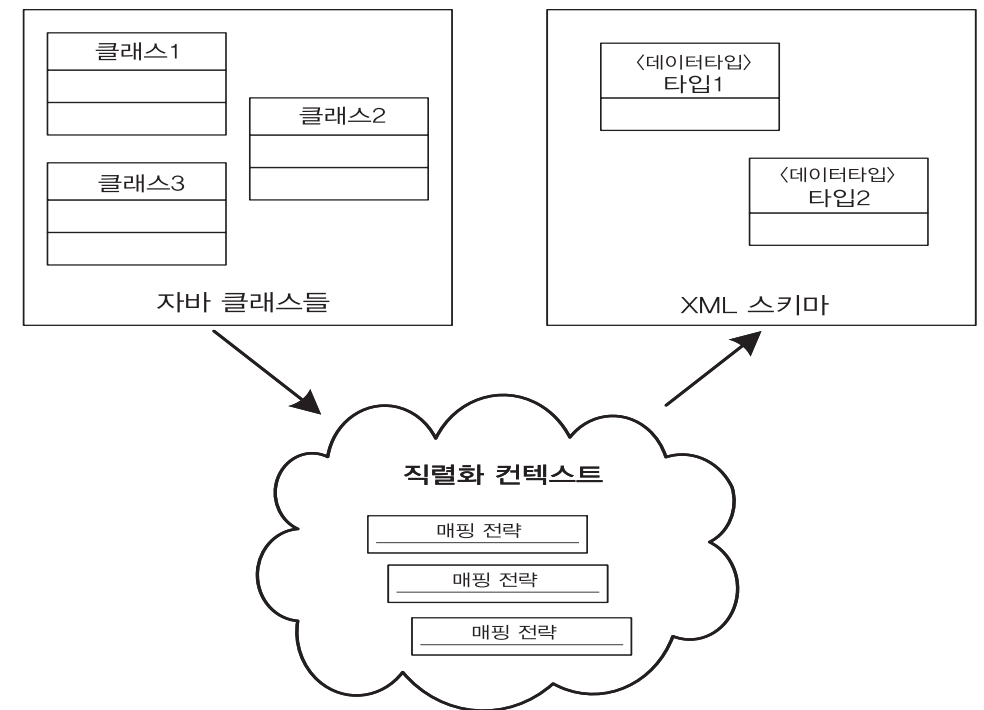 클래스1
클래스2
클래스3
자바 클래스들
〈데이터타입〉
타입1
〈데이터타입〉
타입2
XML 스키마
직렬화 컨텍스트
매핑 전략
매핑 전략
매핑 전략